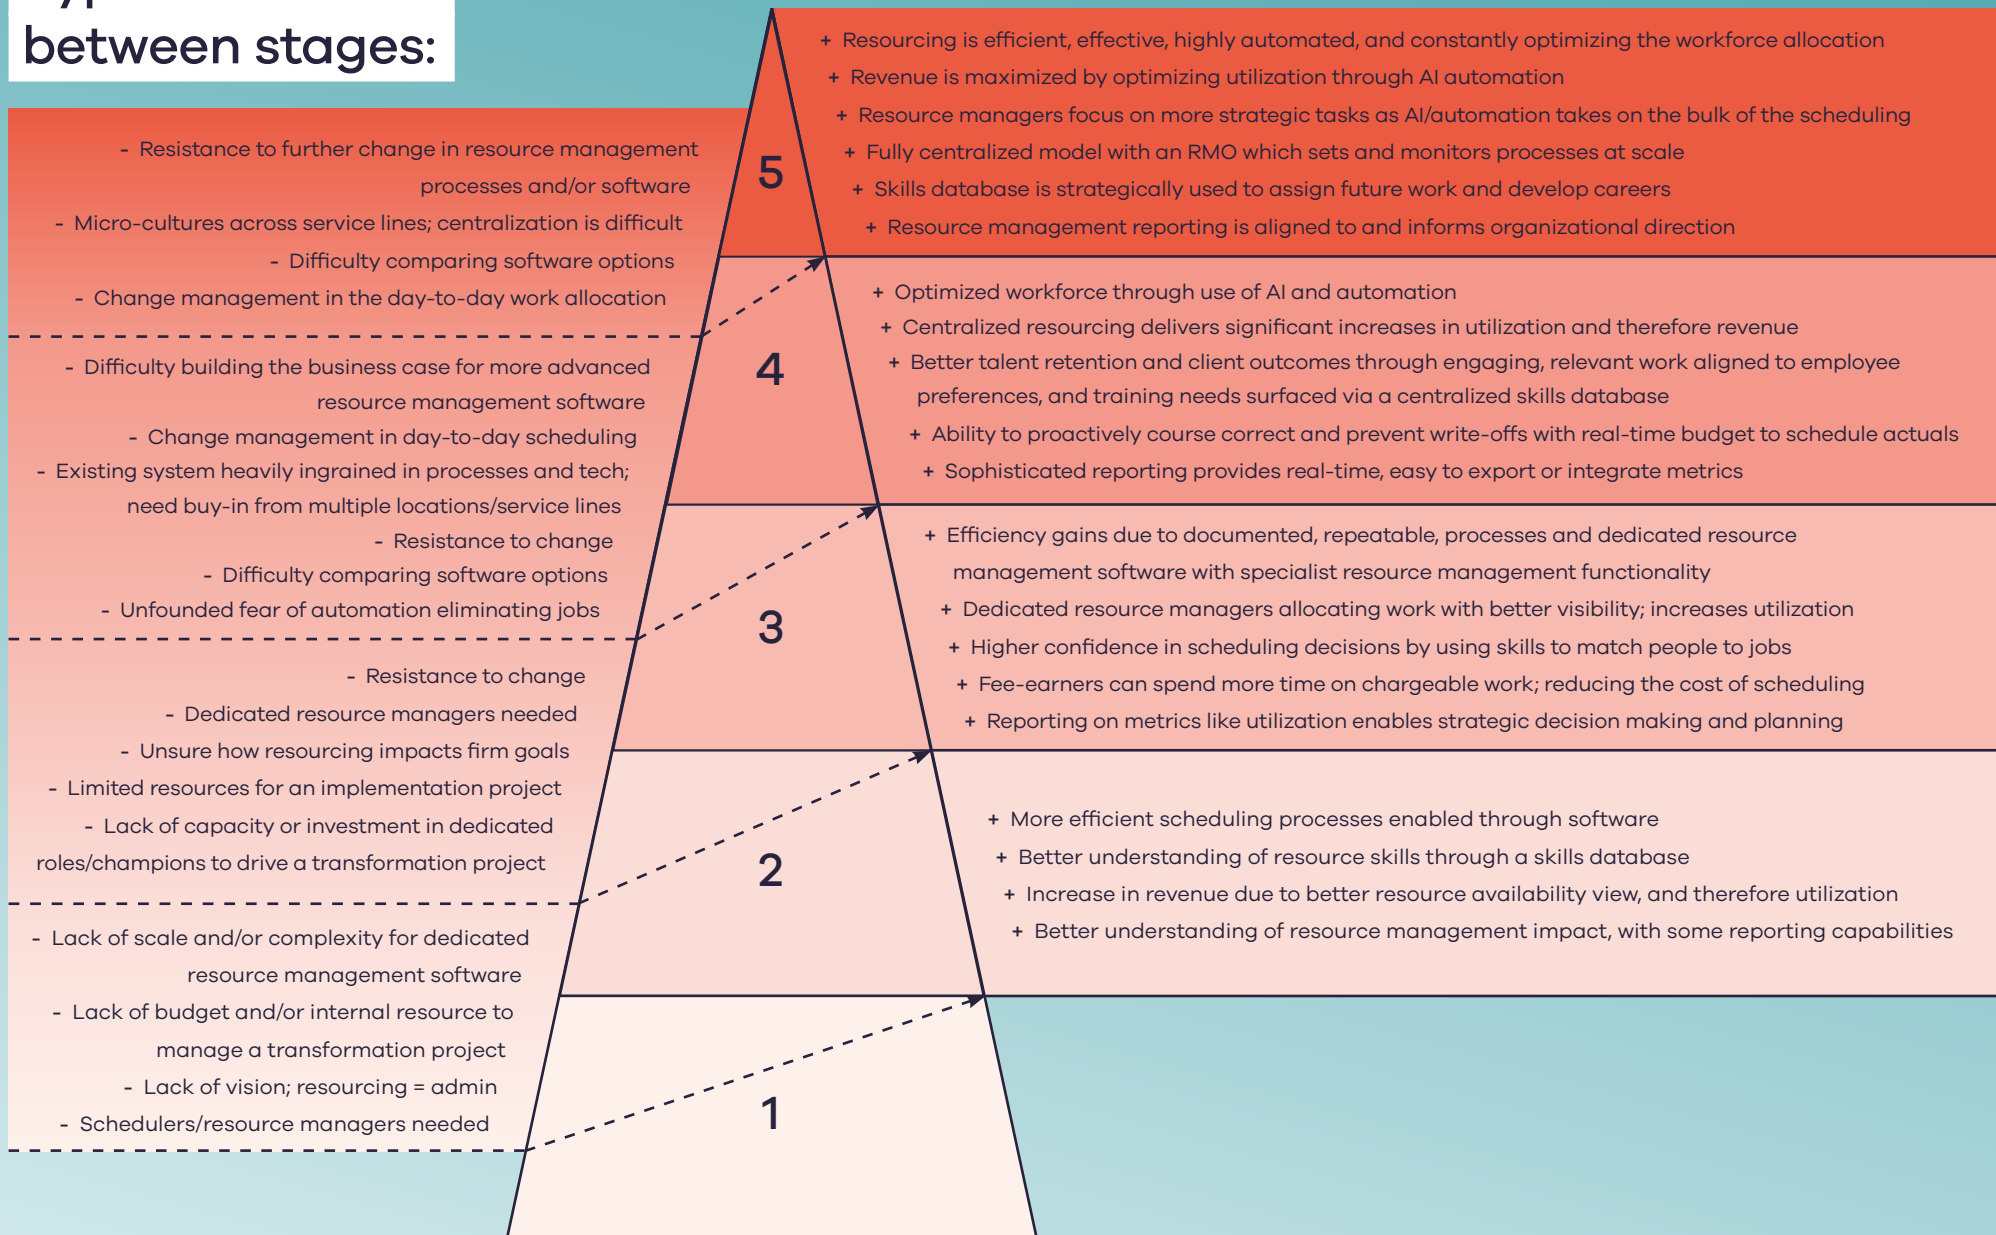 between stages:
- Resistance to further change in resource management
processes and/or software
- Micro-cultures across service lines; centralization is difficult
- Difficulty comparing software options
- Change management in the day-to-day work allocation
- Difficulty building the business case for more advanced
resource management software
- Change management in day-to-day scheduling
- Existing system heavily ingrained in processes and tech;
need buy-in from multiple locations/service lines
- Resistance to change
- Difficulty comparing software options
- Unfounded fear of automation eliminating jobs
- Resistance to change
- Dedicated resource managers needed
- Unsure how resourcing impacts firm goals
- Limited resources for an implementation project
- Lack of capacity or investment in dedicated
roles/champions to drive a transformation project
- Lack of scale and/or complexity for dedicated
resource management software
- Lack of budget and/or internal resource to
manage a transformation project
- Lack of vision; resourcing = admin
- Schedulers/resource managers needed
5
4
3
2
1
+ Resourcing is efficient, effective, highly automated, and constantly optimizing the workforce allocation
+ Revenue is maximized by optimizing utilization through AI automation
+ Resource managers focus on more strategic tasks as AI/automation takes on the bulk of the scheduling
+ Fully centralized model with an RMO which sets and monitors processes at scale
+ Skills database is strategically used to assign future work and develop careers
+ Resource management reporting is aligned to and informs organizational direction
+ Optimized workforce through use of AI and automation
+ Centralized resourcing delivers significant increases in utilization and therefore revenue
+ Better talent retention and client outcomes through engaging, relevant work aligned to employee
preferences, and training needs surfaced via a centralized skills database
+ Ability to proactively course correct and prevent write-offs with real-time budget to schedule actuals
+ Sophisticated reporting provides real-time, easy to export or integrate metrics
+ Efficiency gains due to documented, repeatable, processes and dedicated resource
management software with specialist resource management functionality
+ Dedicated resource managers allocating work with better visibility; increases utilization
+ Higher confidence in scheduling decisions by using skills to match people to jobs
+ Fee-earners can spend more time on chargeable work; reducing the cost of scheduling
+ Reporting on metrics like utilization enables strategic decision making and planning
+ More efficient scheduling processes enabled through software
+ Better understanding of resource skills through a skills database
+ Increase in revenue due to better resource availability view, and therefore utilization
+ Better understanding of resource management impact, with some reporting capabilities